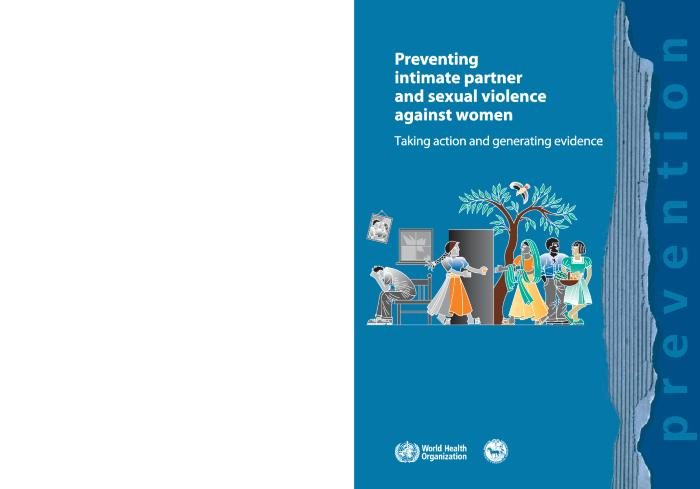 Preventing
intimate partner
and sexual violence
against women
Taking action and generating evidence
prevention
World Health
Organization